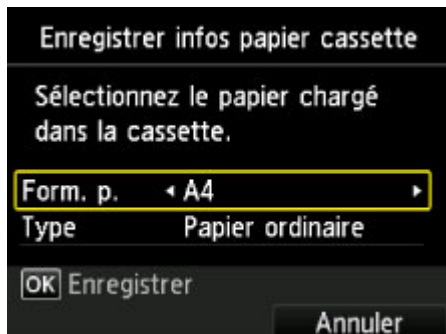 Enregistrer infos papier cassette
Sélectionnez le papier chargé
dans la cassette.
Form. p. A4
Type Papier ordinaire
OK Enregistrer
Annuler